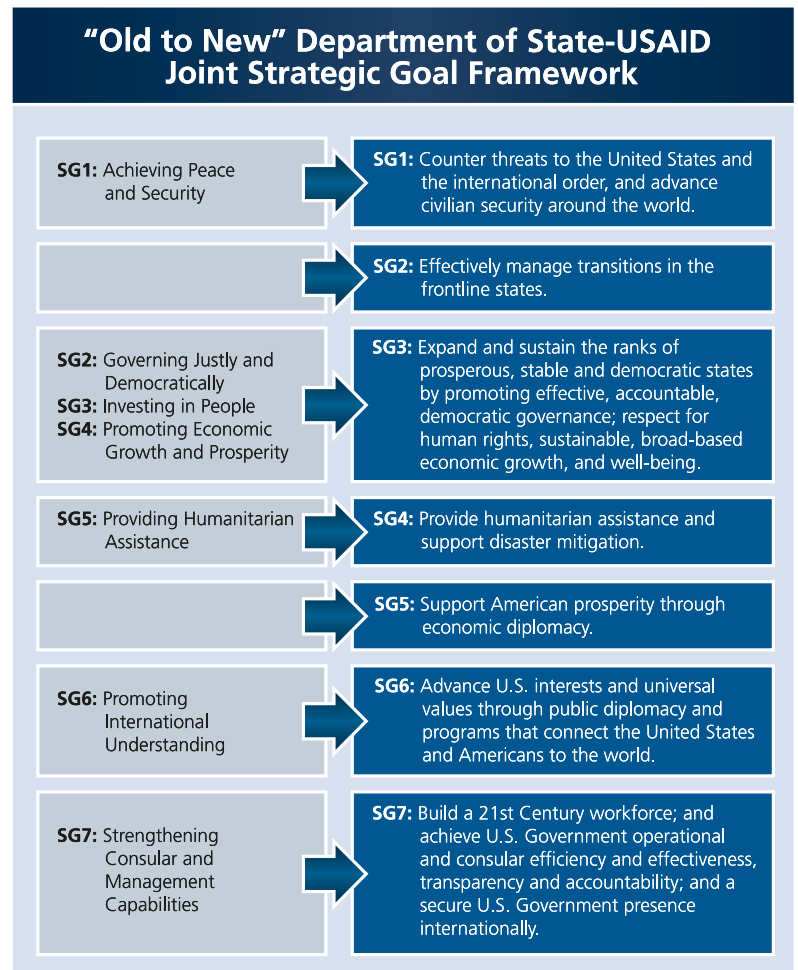 “Old to New” Department of State-USAID
Joint Strategic Goal Framework
SG1: Achieving Peace
and Security
SG1: Counter threats to the United States and
the international order, and advance
civilian security around the world.
SG2: Effectively manage transitions in the
frontline states.
SG2: Governing Justly and
Democratically
SG3: Investing in People
SG4: Promoting Economic
Growth and Prosperity
SG3: Expand and sustain the ranks of
prosperous, stable and democratic states
by promoting effective, accountable,
democratic governance; respect for
human rights, sustainable, broad-based
economic growth, and well-being.
SG5: Providing Humanitarian
Assistance
SG4: Provide humanitarian assistance and
support disaster mitigation.
SG5: Support American prosperity through
economic diplomacy.
SG6: Promoting
International
Understanding
SG6: Advance U.S. interests and universal
values through public diplomacy and
programs that connect the United States
and Americans to the world.
SG7: Strengthening
Consular and
Management
Capabilities
SG7: Build a 21st Century workforce; and
achieve U.S. Government operational
and consular efficiency and effectiveness,
transparency and accountability; and a
secure U.S. Government presence
internationally.